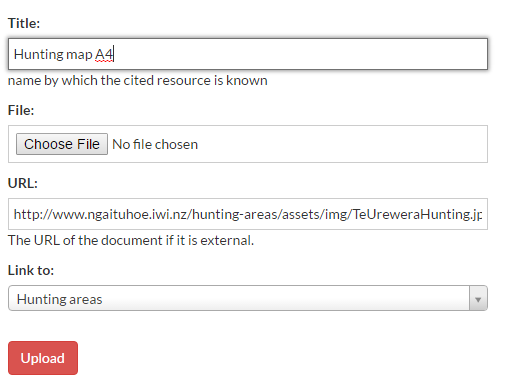 Title:
Hunting map A4
name by which the cited resource is known
File:
Choose File No file chosen
URL:
http://www.ngaituhoe.iwi.nz/hunting-areas/assets/img/TeUreweraHunting.jp
The URL of the document if it is external.
Link to:
Hunting areas
Upload